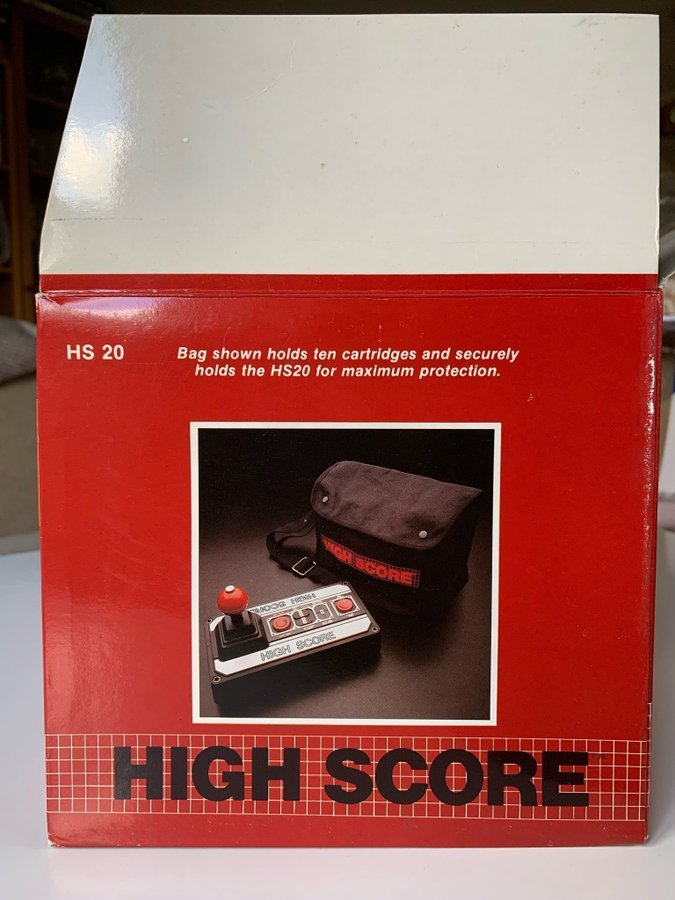 HS 20
Bag shown holds ten cartridges and securely
holds the HS20 for maximum protection.
HIGH SCORE
HIGH SCORE
HIGH SCORE
HIGH SCORE™